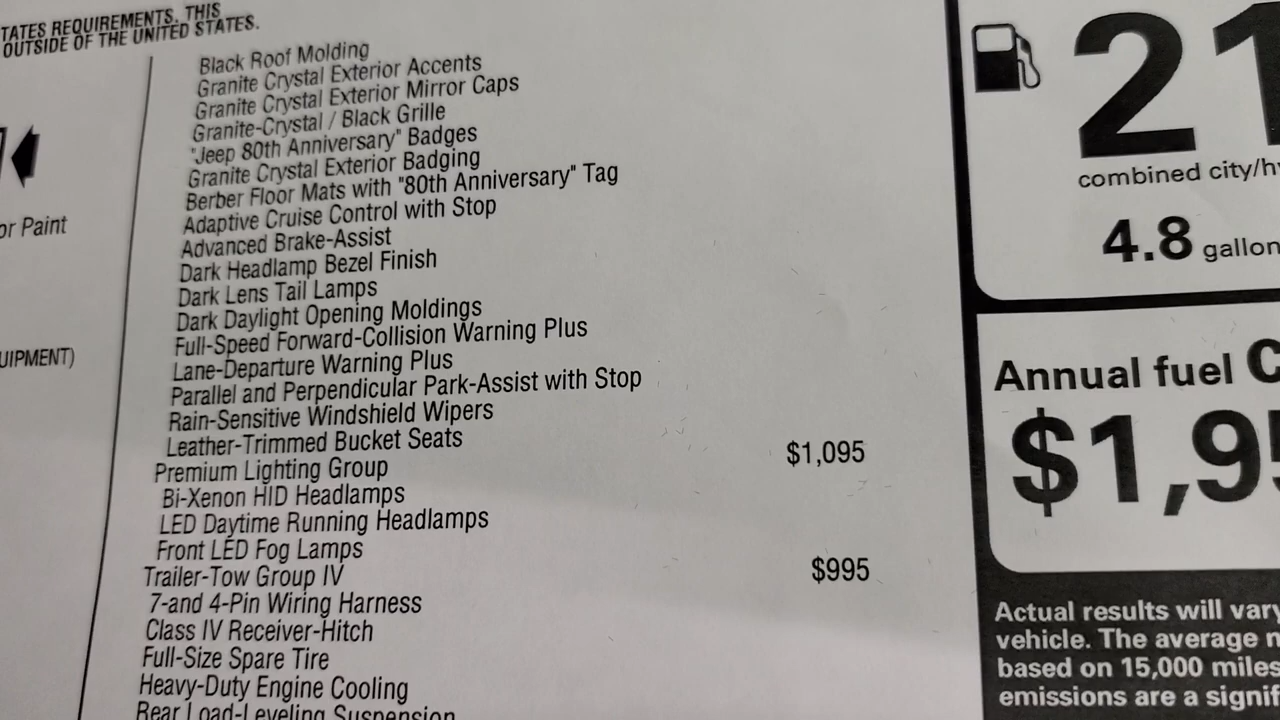 TATES REQUIREMENTS. THIS
OUTSIDE OF THE UNITED STATES.
or Paint
UIPMENT)
Black Roof Molding
Granite Crystal Exterior Accents
Granite Crystal Exterior Mirror Caps
Granite-Crystal / Black Grille
"Jeep 80th Anniversary" Badges
Granite Crystal Exterior Badging
Berber Floor Mats with "80th Anniversary" Tag
Adaptive Cruise Control with Stop
Advanced Brake-Assist
Dark Headlamp Bezel Finish
Dark Lens Tail Lamps
Dark Daylight Opening Moldings
Full-Speed Forward-Collision Warning Plus
Lane-Departure Warning Plus
Parallel and Perpendicular Park-Assist with Stop
Rain-Sensitive Windshield Wipers
Leather-Trimmed Bucket Seats
Premium Lighting Group $1,095
Bi-Xenon HID Headlamps
LED Daytime Running Headlamps
Front LED Fog Lamps
Trailer-Tow Group IV $995
7-and 4-Pin Wiring Harness
Class IV Receiver-Hitch
Full-Size Spare Tire
Heavy-Duty Engine Cooling
Rear Load-Leveling Suspension
21
combined city/h
4.8 gallon
Annual fuel C
$1,95
Actual results will vary
vehicle. The average n
based on 15,000 miles
emissions are a signif